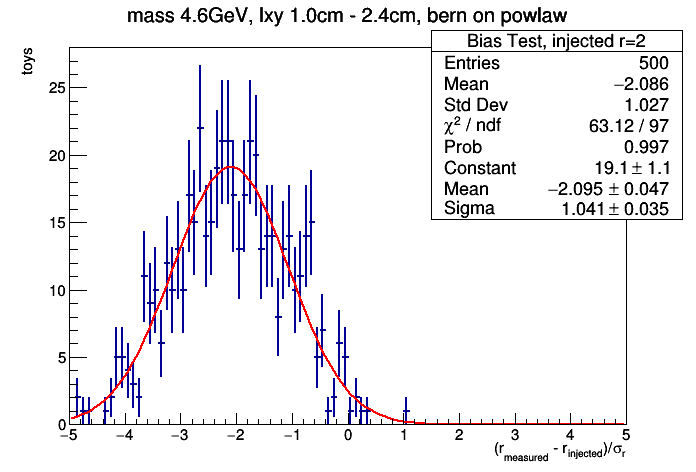 mass 4.6GeV, lxy 1.0cm - 2.4cm, bern on powlaw
toys
Bias Test, injected r=2
Entries 500
Mean −2.086
Std Dev 1.027
χ² / ndf 63.12 / 97
Prob 0.997
Constant 19.1 ± 1.1
Mean −2.095 ± 0.047
Sigma 1.041 ± 0.035
25
20
15
10
5
0
−5 −4 −3 −2 −1 0 1 2 3 4 5
(r_measured - r_injected)/σ_r